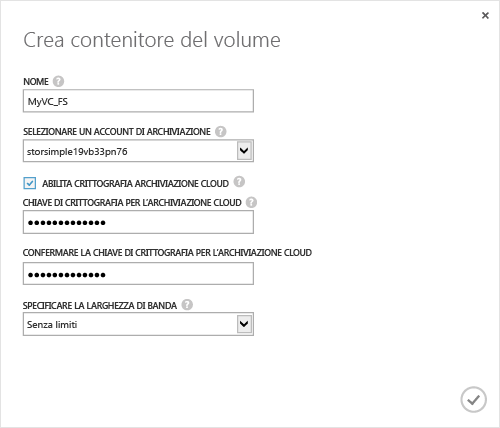 Crea contenitore del volume
NOME ?
MyVC_FS
SELEZIONARE UN ACCOUNT DI ARCHIVIAZIONE ?
storsimple19vb33pn76
ABILITA CRITTOGRAFIA ARCHIVIAZIONE CLOUD ?
CHIAVE DI CRITTOGRAFIA PER L'ARCHIVIAZIONE CLOUD ?
●●●●●●●●●●●●●
CONFERMARE LA CHIAVE DI CRITTOGRAFIA PER L'ARCHIVIAZIONE CLOUD
●●●●●●●●●●●●●
SPECIFICARE LA LARGHEZZA DI BANDA ?
Senza limiti